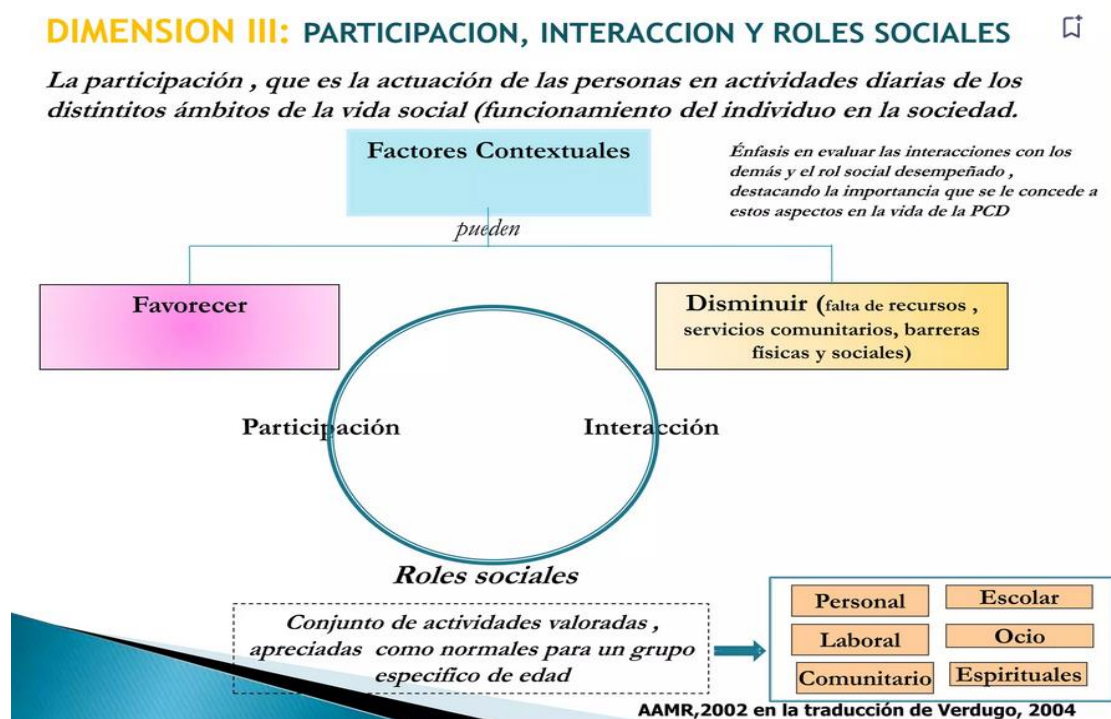 DIMENSION III: PARTICIPACION, INTERACCION Y ROLES SOCIALES
La participación , que es la actuación de las personas en actividades diarias de los
distintitos ámbitos de la vida social (funcionamiento del individuo en la sociedad.
Factores Contextuales
Énfasis en evaluar las interacciones con los
demás y el rol social desempeñado ,
destacando la importancia que se le concede a
estos aspectos en la vida de la PCD
pueden
Favorecer
Disminuir (falta de recursos ,
servicios comunitarios, barreras
físicas y sociales)
Participación
Interacción
Roles sociales
Conjunto de actividades valoradas ,
apreciadas como normales para un grupo
específico de edad
Personal
Escolar
Laboral
Ocio
Comunitario
Espirituales
AAMR,2002 en la traducción de Verdugo, 2004